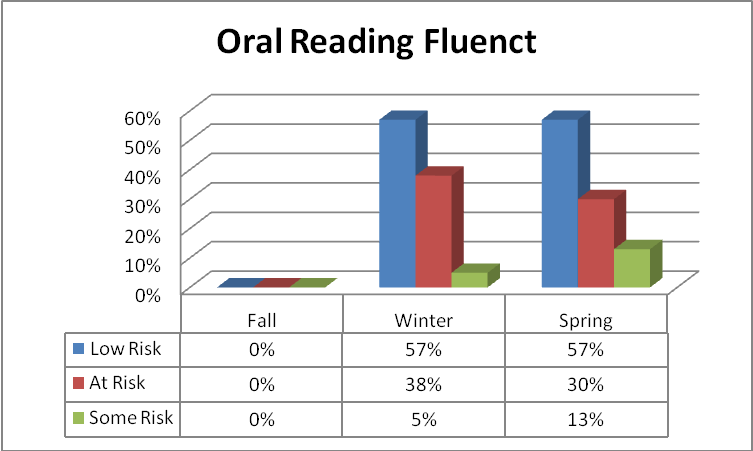 Oral Reading Fluenct
60%
50%
40%
30%
20%
10%
0%
Fall Winter Spring
Low Risk 0% 57% 57%
At Risk 0% 38% 30%
Some Risk 0% 5% 13%